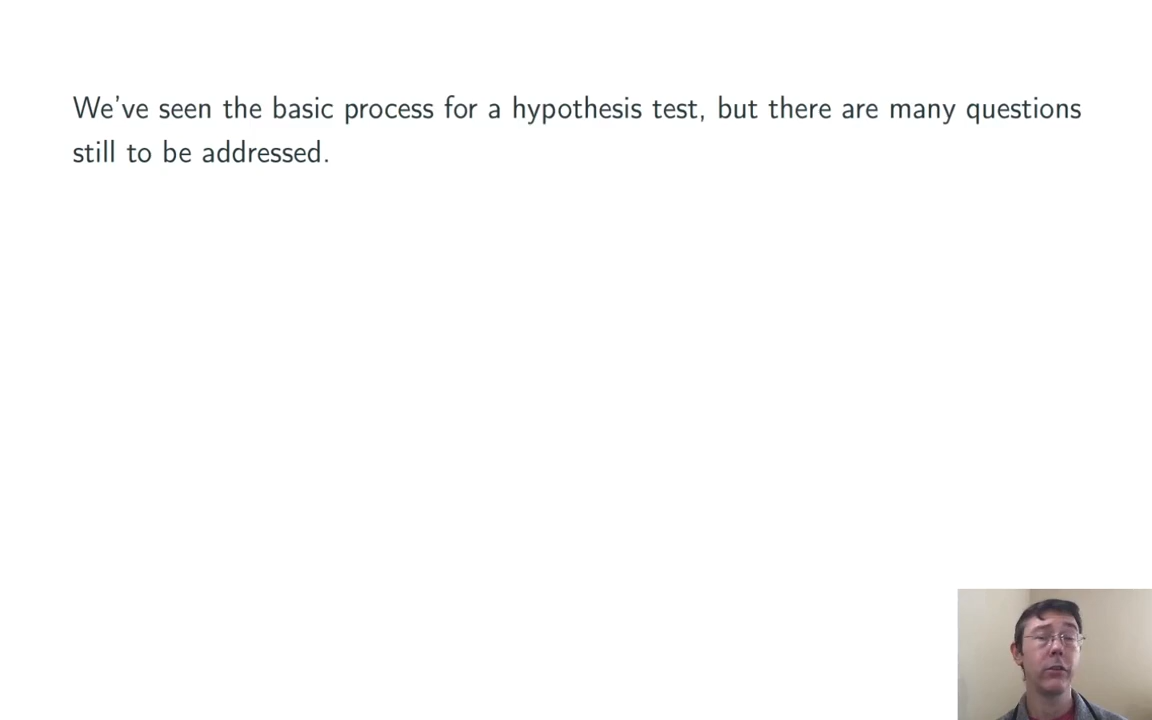 We've seen the basic process for a hypothesis test, but there are many questions
still to be addressed.